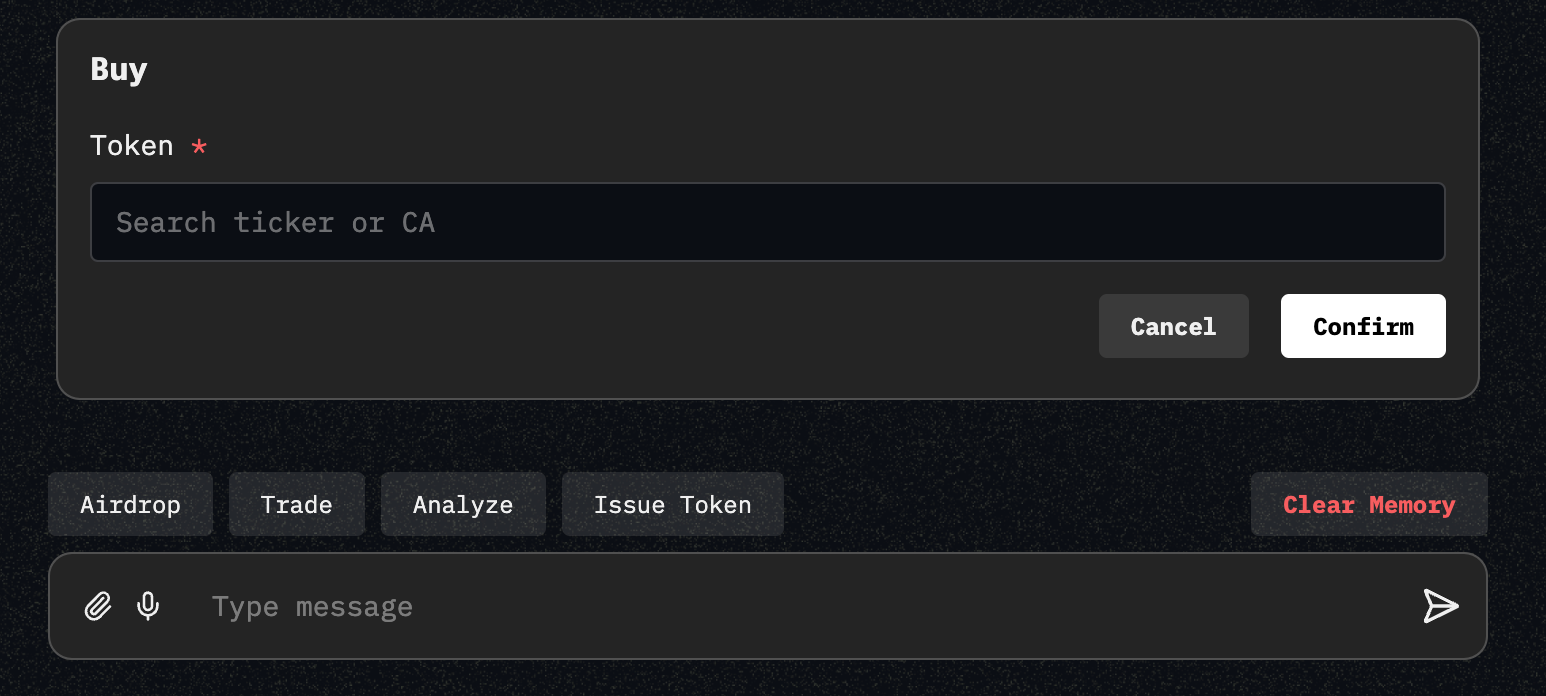 Buy
Token *
Search ticker or CA
Cancel Confirm
Airdrop Trade Analyze Issue Token Clear Memory
Type message